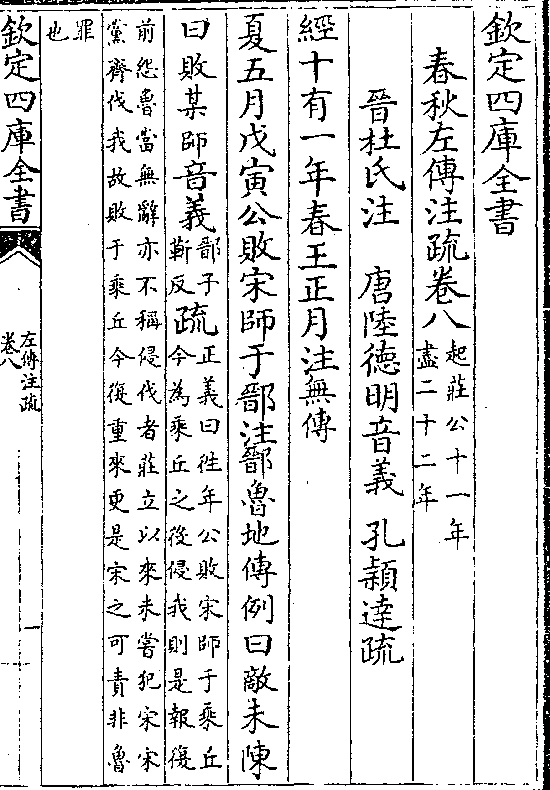 欽定四庫全書
春秋左傳注疏卷八
起莊公十一年
盡二十二年
晉杜氏注 唐陸德明音義 孔頴達疏
經十有一年春王正月注無傳
夏五月戊寅公敗宋師于鄑注鄑魯地傳例曰敵未陳
曰敗某師音義
鄑子
靳反
疏
正義曰徃年公敗宋師于乘丘
今為乘丘之後侵我則是報復
前怨魯當無辭亦不稱侵伐者莊立以來未嘗犯宋宋
黨齊伐我故敗于乘丘今復重來更是宋之可責非魯
罪
也
欽定四庫全書
左傳注疏
卷八
一